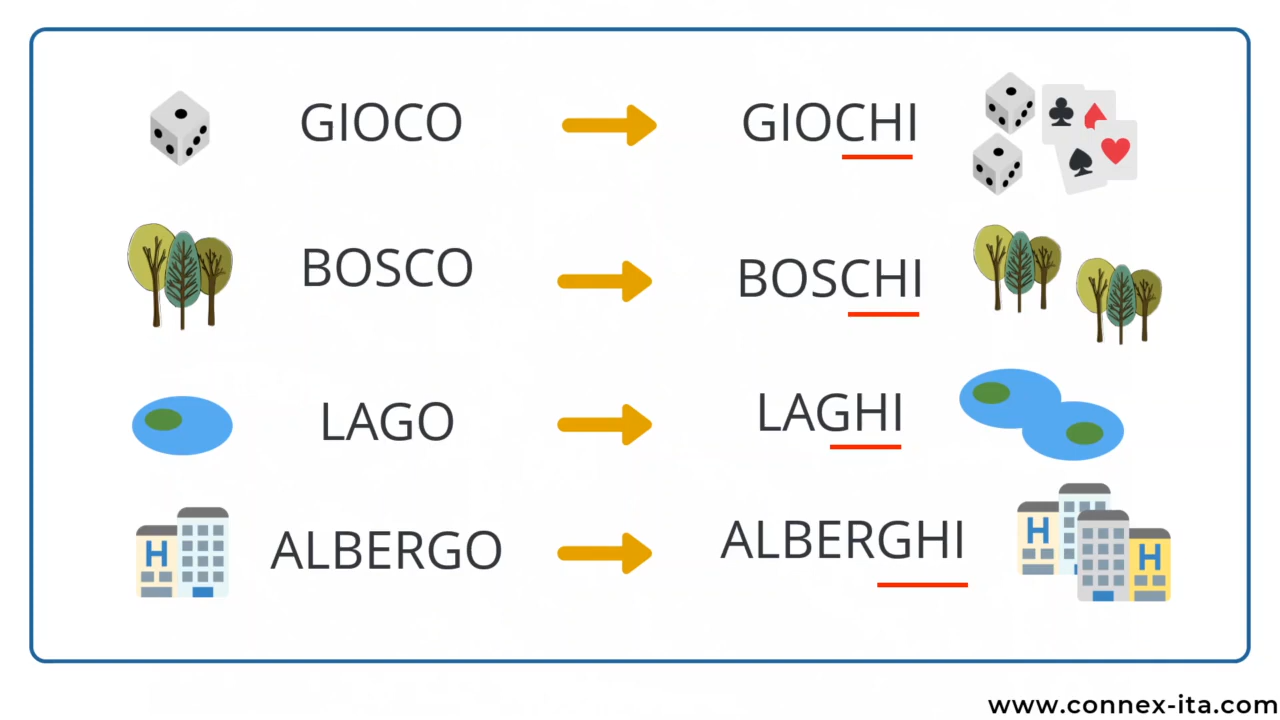 GIOCO GIOCHI
BOSCO BOSCHI
LAGO LAGHI
H ALBERGO ALBERGHI H H
www.connex-ita.com